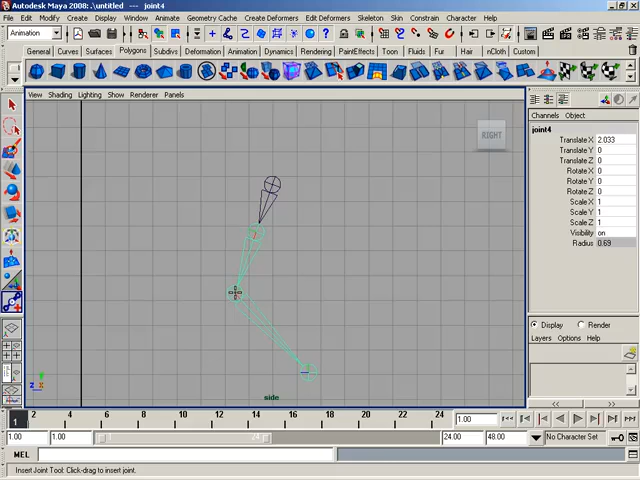 Autodesk Maya 2008: .\untitled --- joint4
File Edit Modify Create Display Window Animate Geometry Cache Create Deformers Edit Deformers Skeleton Skin Constrain Character Help
Animation
General Curves Surfaces Polygons Subdivs Deformation Animation Dynamics Rendering PaintEffects Toon Fluids Fur Hair nCloth Custom
View Shading Lighting Show Renderer Panels
Channels Object
joint4
Translate X 2.033
Translate Y 0
Translate Z 0
Rotate X 0
Rotate Y 0
Rotate Z 0
Scale X 1
Scale Y 1
Scale Z 1
Visibility on
Radius 0.69
RIGHT
Display Render
Layers Options Help
side
1 2 4 6 8 10 12 14 16 18 20 22 24 1.00
1.00 1.00 1 24 24.00 48.00 No Character Set
MEL
Insert Joint Tool: Click-drag to insert joint.